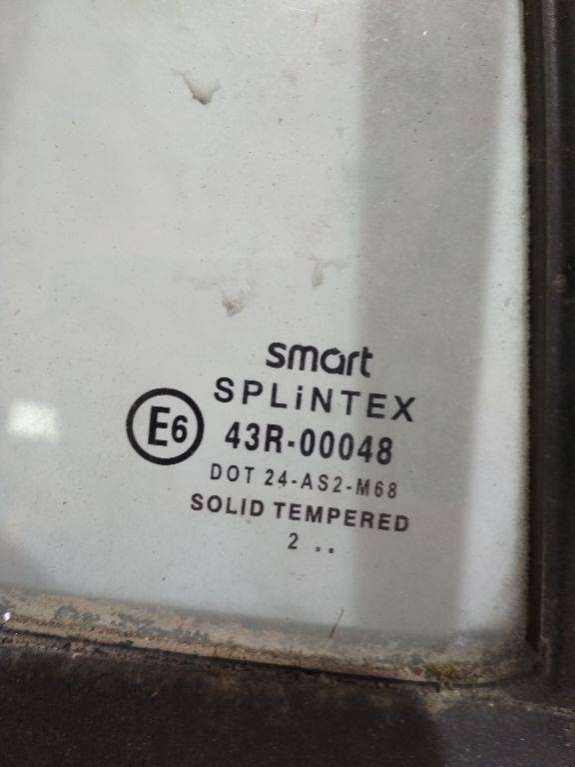 smart
SPLiNTEX
E6 43R-00048
DOT 24-AS2-M68
SOLID TEMPERED
2 ..